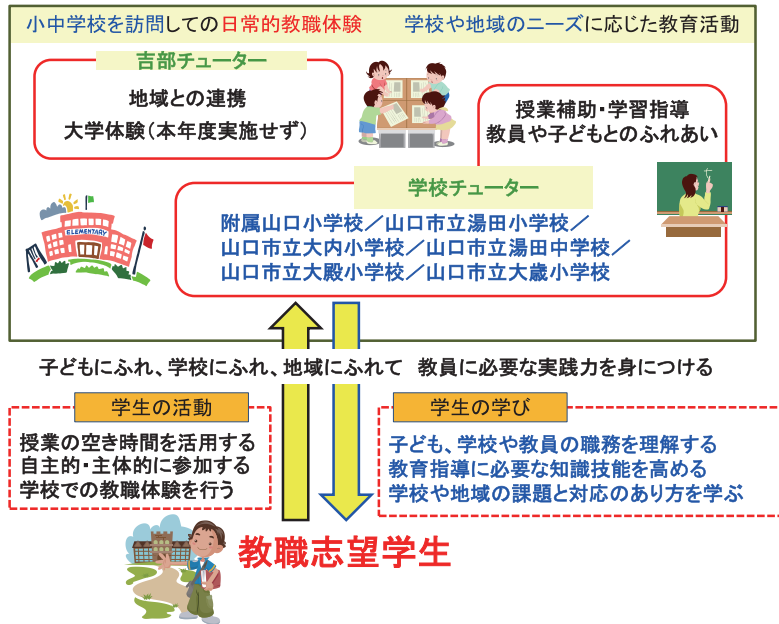 小中学校を訪問しての日常的教職体験　学校や地域のニーズに応じた教育活動
吉部チューター
地域との連携
大学体験（本年度実施せず）
授業補助・学習指導
教員や子どもとのふれあい
ELEMENTARY
学校チューター
附属山口小学校／山口市立湯田小学校／
山口市立大内小学校／山口市立湯田中学校／
山口市立大殿小学校／山口市立大歳小学校
子どもにふれ、学校にふれ、地域にふれて　教員に必要な実践力を身につける
学生の活動
授業の空き時間を活用する
自主的・主体的に参加する
学校での教職体験を行う
学生の学び
子ども、学校や教員の職務を理解する
教育指導に必要な知識技能を高める
学校や地域の課題と対応のあり方を学ぶ
教職志望学生